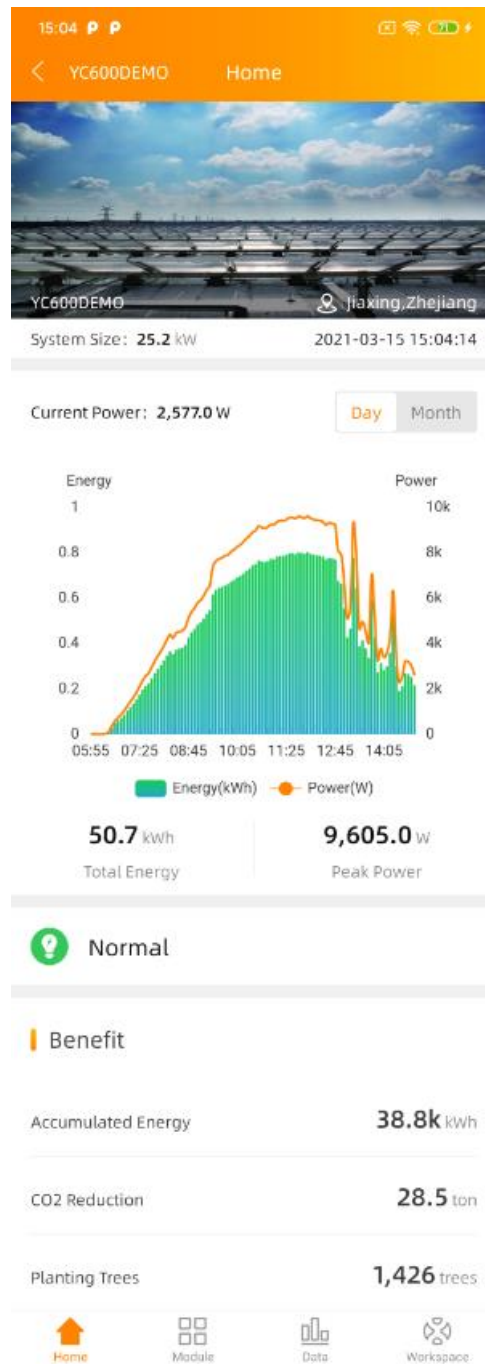 15:04 P P 71
YC600DEMO Home
YC600DEMO Jiaxing,Zhejiang
System Size: 25.2 kW 2021-03-15 15:04:14
Current Power: 2,577.0 W Day Month
Energy Power
1 10k
0.8 8k
0.6 6k
0.4 4k
0.2 2k
0 0
05:55 07:25 08:45 10:05 11:25 12:45 14:05
Energy(kWh) Power(W)
50.7 kWh 9,605.0 W
Total Energy Peak Power
Normal
Benefit
Accumulated Energy 38.8k kWh
CO2 Reduction 28.5 ton
Planting Trees 1,426 trees
Home Module Data Workspace